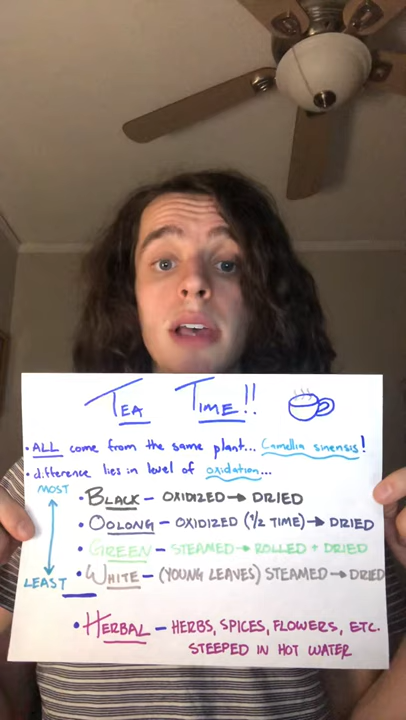 TEA TIME!!
• ALL come from the same plant... Camellia sinensis!
• difference lies in level of oxidation...
MOST
• BLACK – OXIDIZED → DRIED
• OOLONG – OXIDIZED (1/2 TIME) → DRIED
• GREEN – STEAMED → ROLLED + DRIED
• WHITE – (YOUNG LEAVES) STEAMED → DRIED
LEAST
• HERBAL – HERBS, SPICES, FLOWERS, ETC.
STEEPED IN HOT WATER